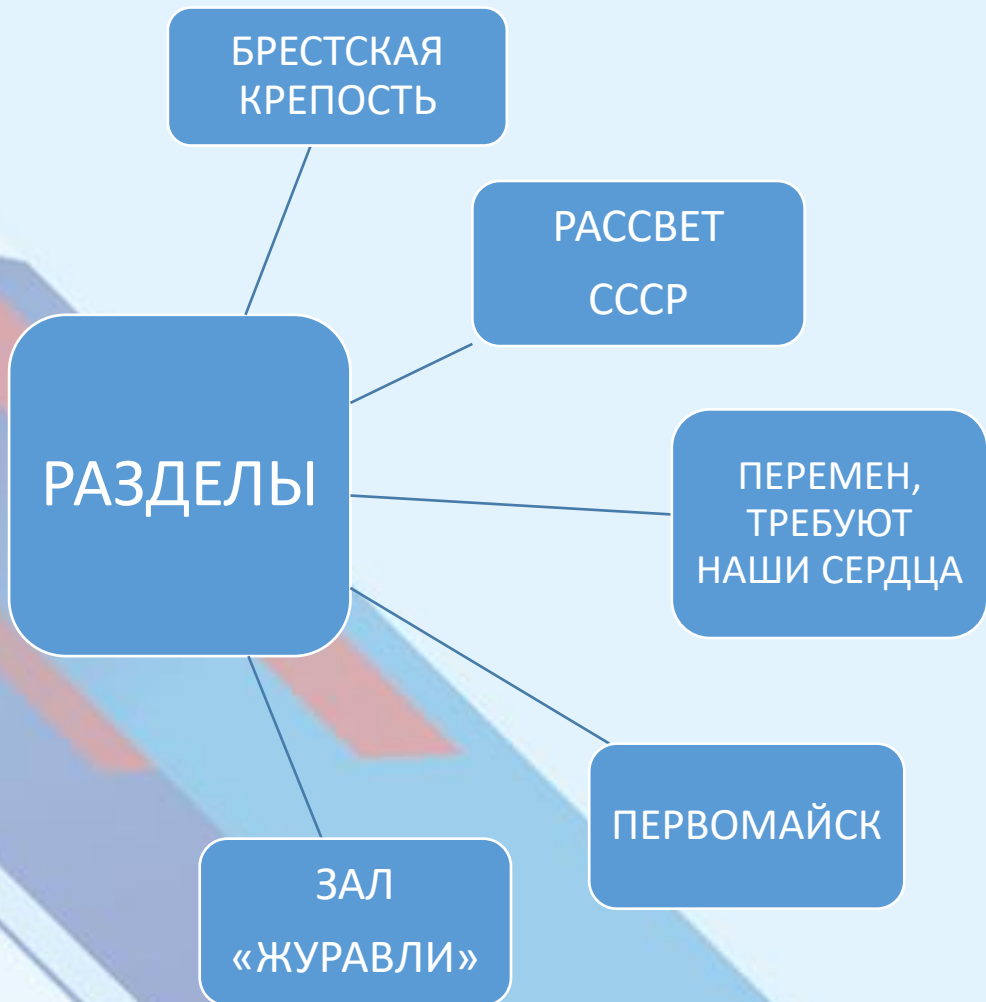 БРЕСТСКАЯ
КРЕПОСТЬ
РАССВЕТ
СССР
РАЗДЕЛЫ
ПЕРЕМЕН,
ТРЕБУЮТ
НАШИ СЕРДЦА
ПЕРВОМАЙСК
ЗАЛ
«ЖУРАВЛИ»